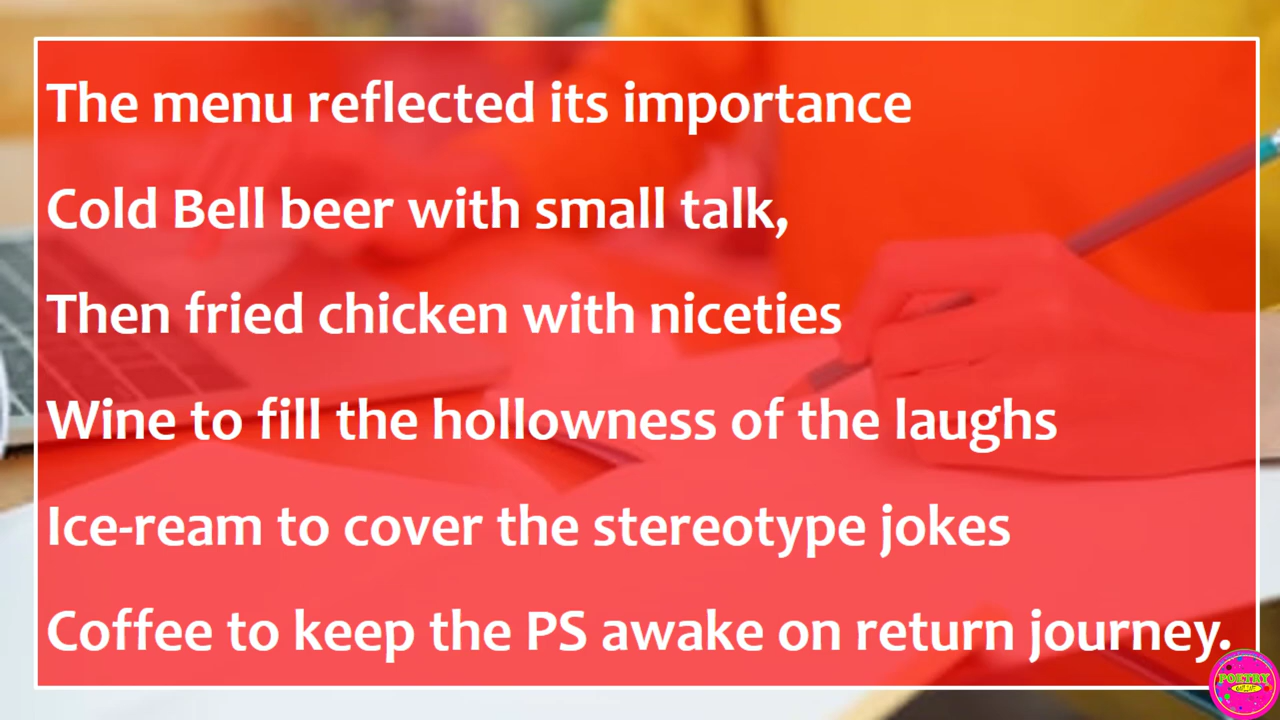 The menu reflected its importance
Cold Bell beer with small talk,
Then fried chicken with niceties
Wine to fill the hollowness of the laughs
Ice-ream to cover the stereotype jokes
Coffee to keep the PS awake on return journey.
POETRY